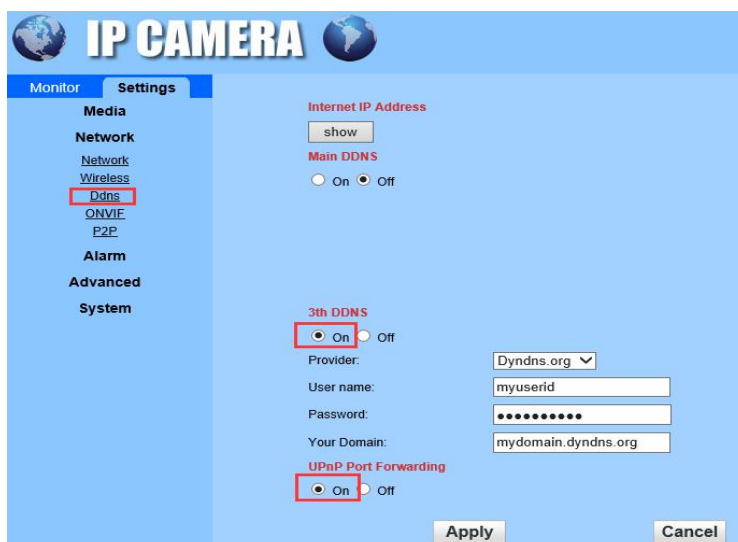 IP CAMERA
Monitor Settings
Media
Network
Network
Wireless
Ddns
ONVIF
P2P
Alarm
Advanced
System
Internet IP Address
show
Main DDNS
On Off
3th DDNS
On Off
Provider: Dyndns.org
User name: myuserid
Password: ●●●●●●●●●●
Your Domain: mydomain.dyndns.org
UPnP Port Forwarding
On Off
Apply Cancel